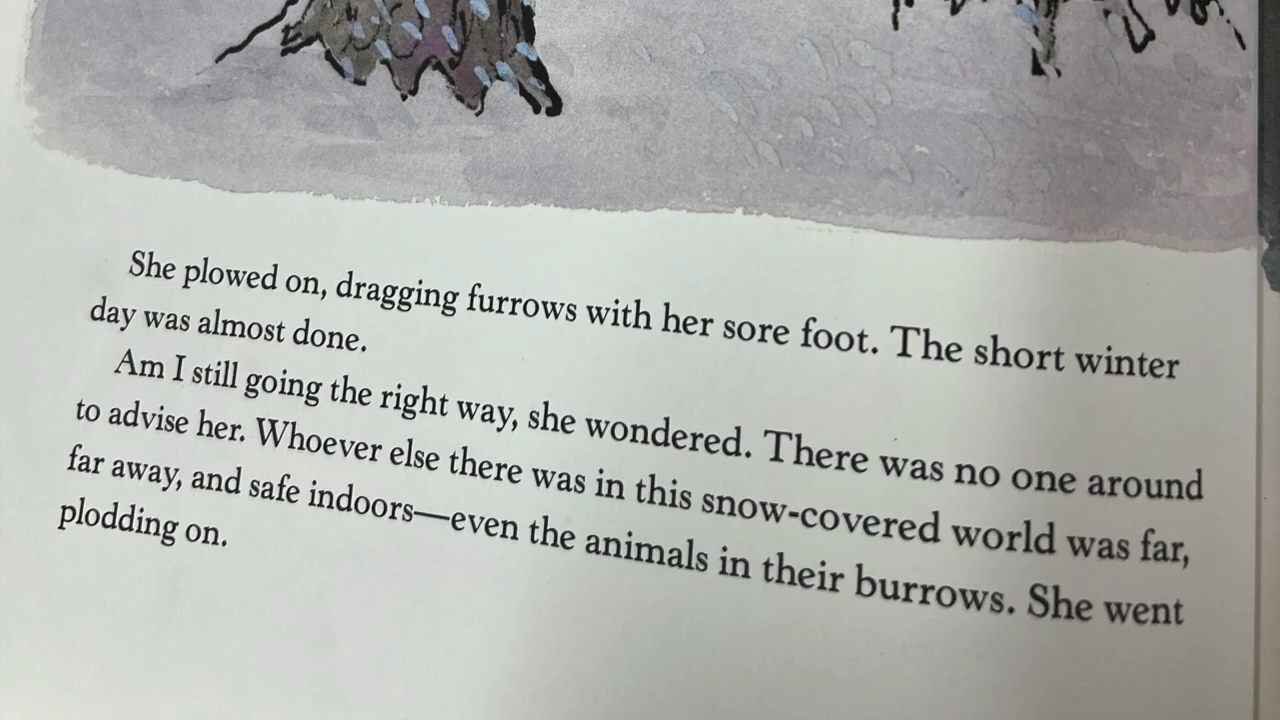 She plowed on, dragging furrows with her sore foot. The short winter
day was almost done.
Am I still going the right way, she wondered. There was no one around
to advise her. Whoever else there was in this snow-covered world was far,
far away, and safe indoors—even the animals in their burrows. She went
plodding on.